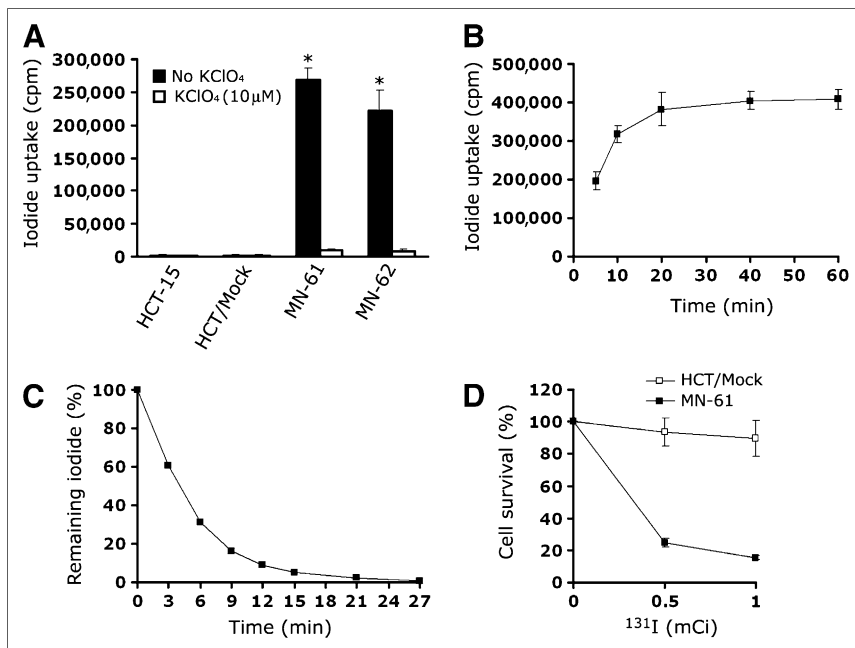 A
300,000
250,000
200,000
150,000
100,000
50,000
0
Iodide uptake (cpm)
No KClO₄
KClO₄ (10μM)
*
*
HCT-15
HCT/Mock
MN-61
MN-62
B
500,000
400,000
300,000
200,000
100,000
0
Iodide uptake (cpm)
0 10 20 30 40 50 60
Time (min)
C
100
80
60
40
20
0
Remaining iodide (%)
0 3 6 9 12 15 18 21 24 27
Time (min)
D
HCT/Mock
MN-61
120
100
80
60
40
20
0
Cell survival (%)
0 0.5 1
¹³¹I (mCi)